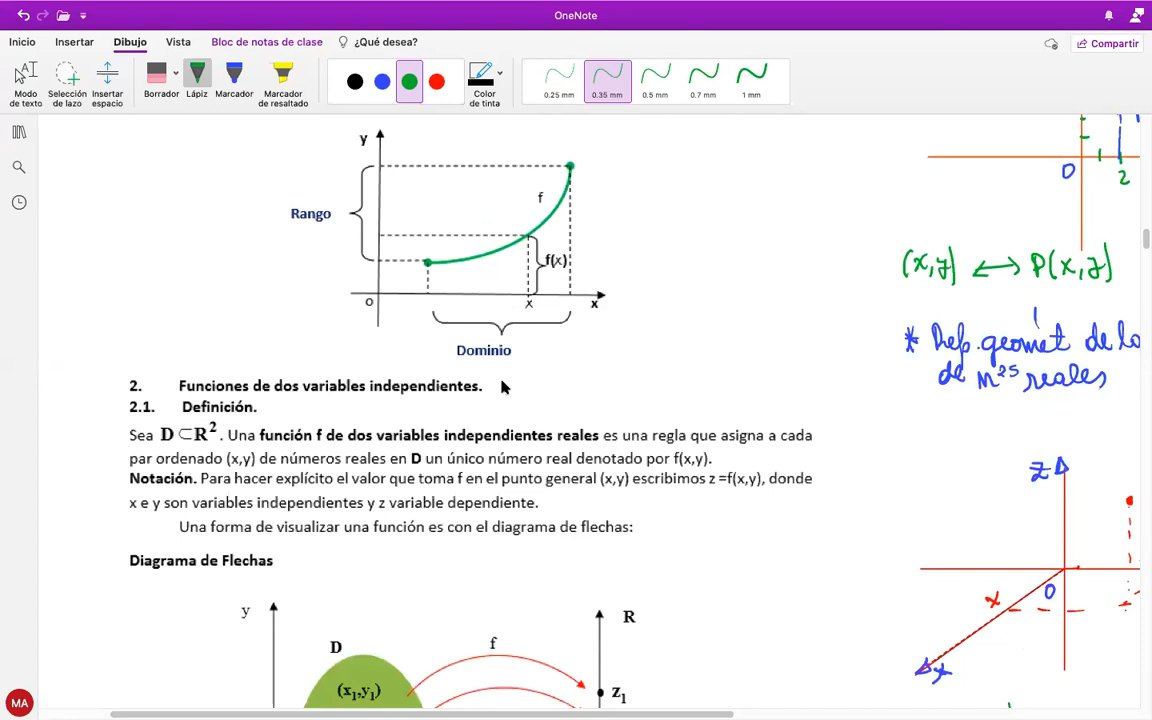 OneNote
Inicio Insertar Dibujo Vista Bloc de notas de clase ¿Qué desea? Compartir
Modo de texto Selección de lazo Insertar espacio Borrador Lápiz Marcador Marcador de resaltado Color de tinta 0.25 mm 0.35 mm 0.5 mm 0.7 mm 1 mm
y
f
Rango
f(x)
o x x
Dominio
2. Funciones de dos variables independientes.
2.1. Definición.
Sea D ⊂R². Una función f de dos variables independientes reales es una regla que asigna a cada
par ordenado (x,y) de números reales en D un único número real denotado por f(x,y).
Notación. Para hacer explícito el valor que toma f en el punto general (x,y) escribimos z =f(x,y), donde
x e y son variables independientes y z variable dependiente.
Una forma de visualizar una función es con el diagrama de flechas:
Diagrama de Flechas
y R
D f
(x₁,y₁) z₁
0 1 2
(x,y) ⟷ P(x,y)
* Rep. geomét de lo
de nᵒˢ reales
z
x 0
x
MA